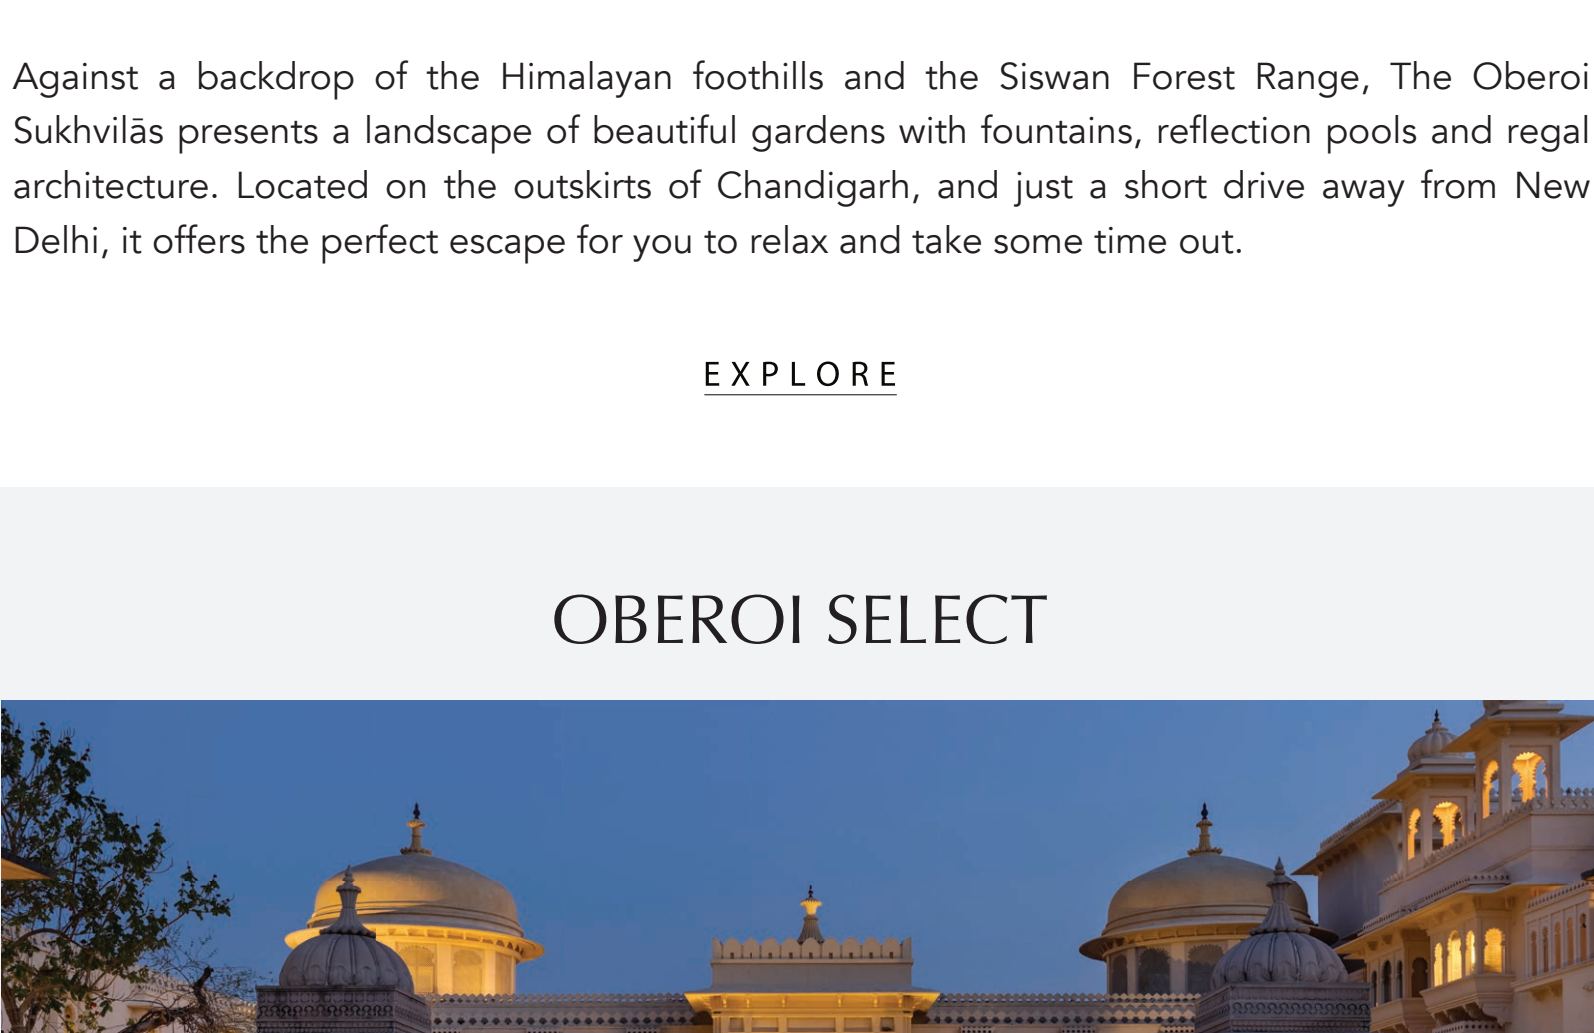 Against a backdrop of the Himalayan foothills and the Siswan Forest Range, The Oberoi
Sukhvilās presents a landscape of beautiful gardens with fountains, reflection pools and regal
architecture. Located on the outskirts of Chandigarh, and just a short drive away from New
Delhi, it offers the perfect escape for you to relax and take some time out.
EXPLORE
OBEROI SELECT